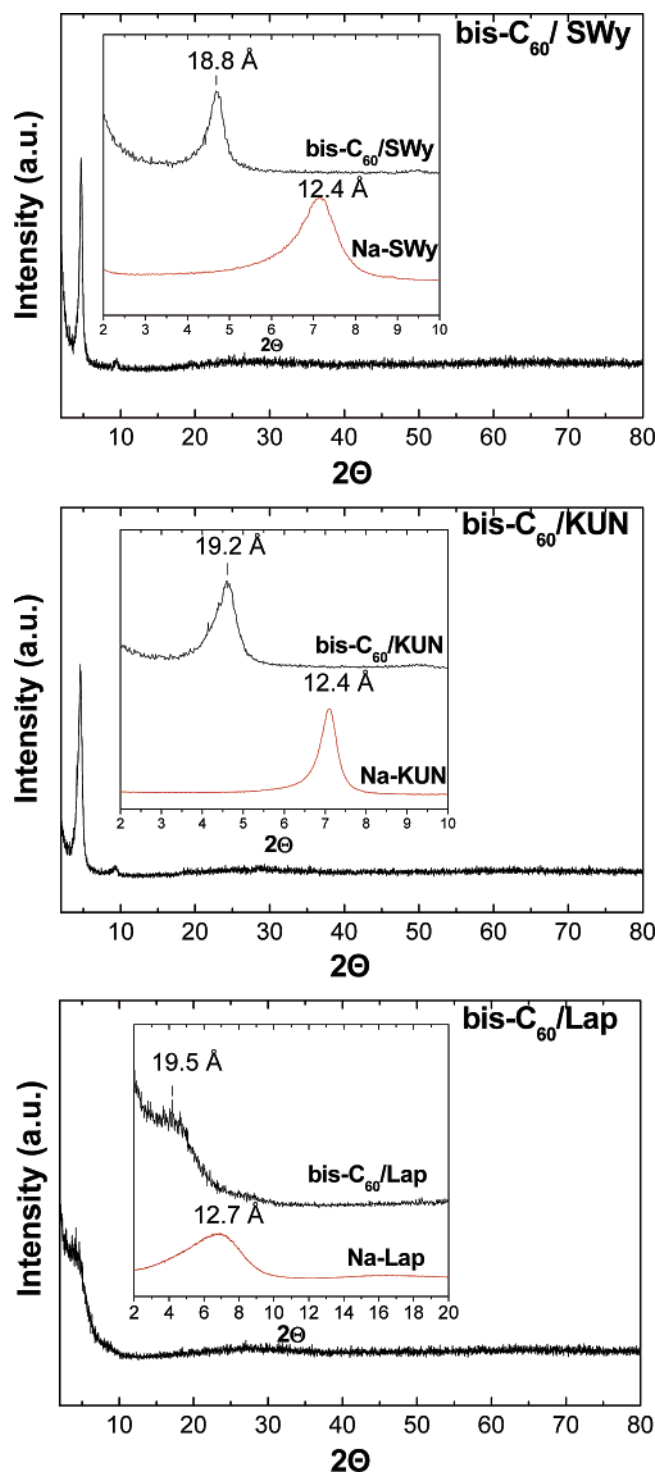 bis-C₆₀/ SWy
18.8 Å
bis-C₆₀/SWy
12.4 Å
Na-SWy
2 3 4 5 6 7 8 9 10
2Θ
Intensity (a.u.)
10 20 30 40 50 60 70 80
2Θ
bis-C₆₀/KUN
19.2 Å
bis-C₆₀/KUN
12.4 Å
Na-KUN
2 3 4 5 6 7 8 9 10
2Θ
Intensity (a.u.)
10 20 30 40 50 60 70 80
2Θ
bis-C₆₀/Lap
19.5 Å
bis-C₆₀/Lap
12.7 Å
Na-Lap
2 4 6 8 10 12 14 16 18 20
2Θ
Intensity (a.u.)
10 20 30 40 50 60 70 80
2Θ